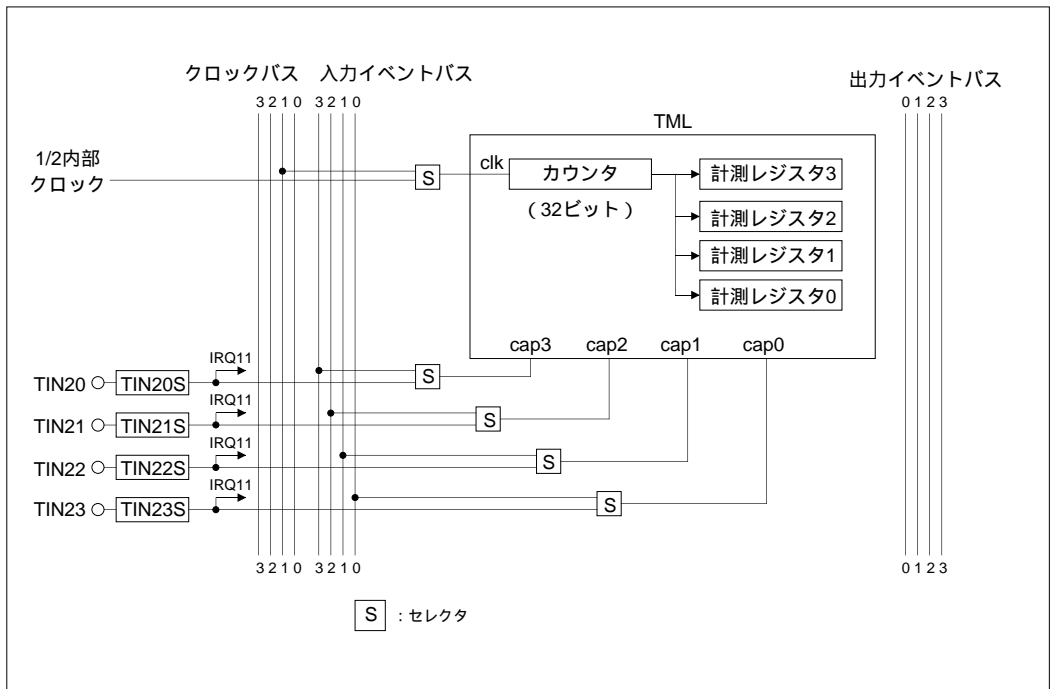 クロックバス 入力イベントバス 出力イベントバス
3 2 1 0 3 2 1 0 0 1 2 3
TML
1/2内部
クロック
S
clk
カウンタ
(32ビット)
計測レジスタ3
計測レジスタ2
計測レジスタ1
計測レジスタ0
cap3 cap2 cap1 cap0
IRQ11
TIN20 TIN20S S
IRQ11
TIN21 TIN21S S
IRQ11
TIN22 TIN22S S
IRQ11
TIN23 TIN23S S
3 2 1 0 3 2 1 0 0 1 2 3
S :セレクタ